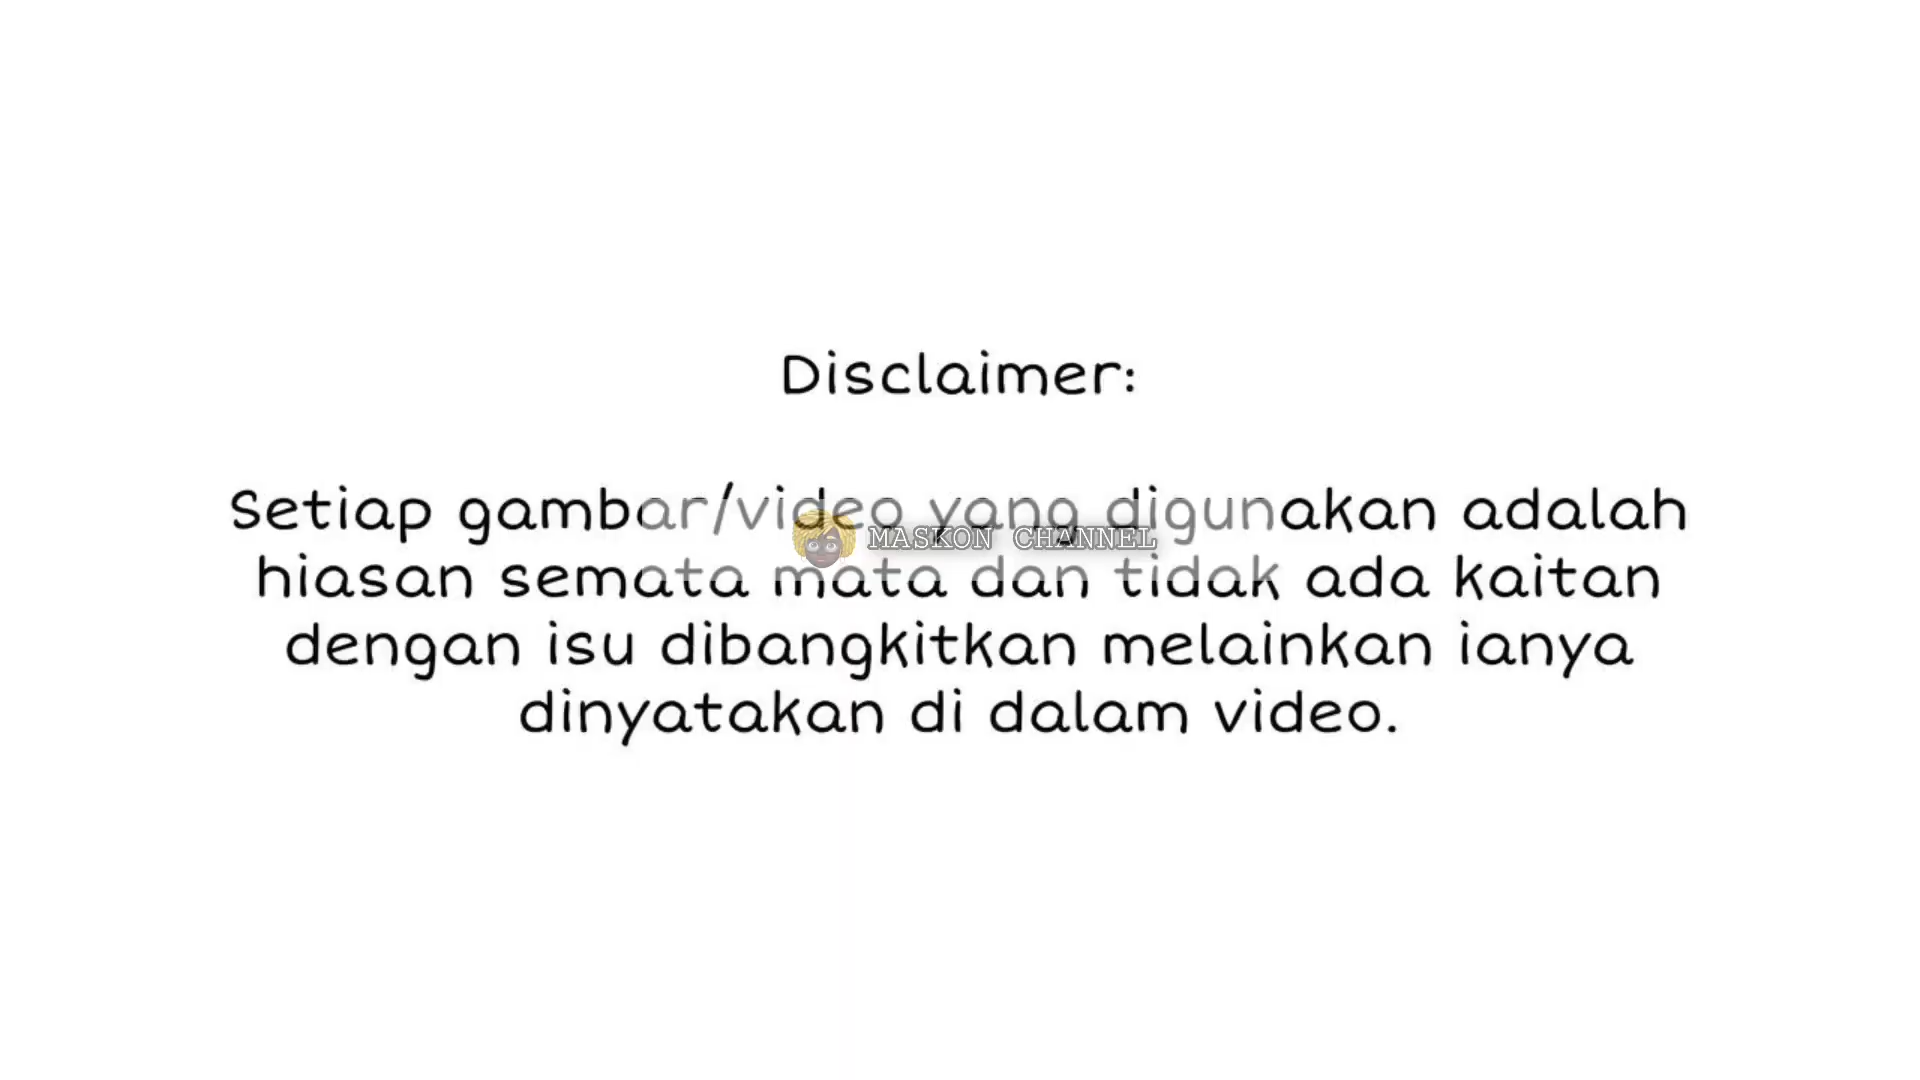 Disclaimer:
Setiap gambar/video yang digunakan adalah
MASKON CHANNEL
hiasan semata mata dan tidak ada kaitan
dengan isu dibangkitkan melainkan ianya
dinyatakan di dalam video.